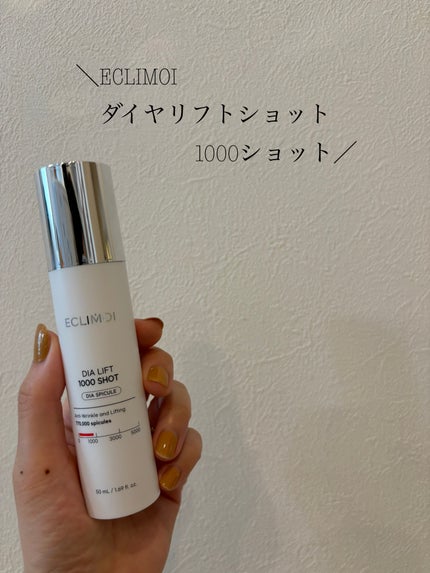 ＼ECLIMOI
ダイヤリフトショット
1000ショット／
ECLIMOI
DIA LIFT
1000 SHOT
DIA SPICULE
Anti-Wrinkle and Lifting
770,000 spicules
0 1000 3000 5000
50 mL / 1.69 fl. oz.